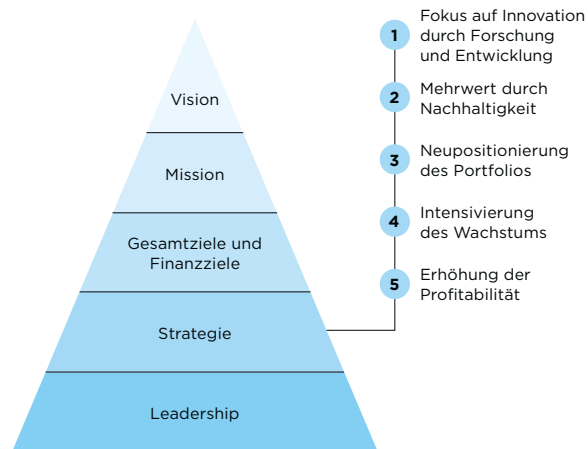 Vision
Mission
Gesamtziele und
Finanzziele
Strategie
Leadership
1
Fokus auf Innovation
durch Forschung
und Entwicklung
2
Mehrwert durch
Nachhaltigkeit
3
Neupositionierung
des Portfolios
4
Intensivierung
des Wachstums
5
Erhöhung der
Profitabilität